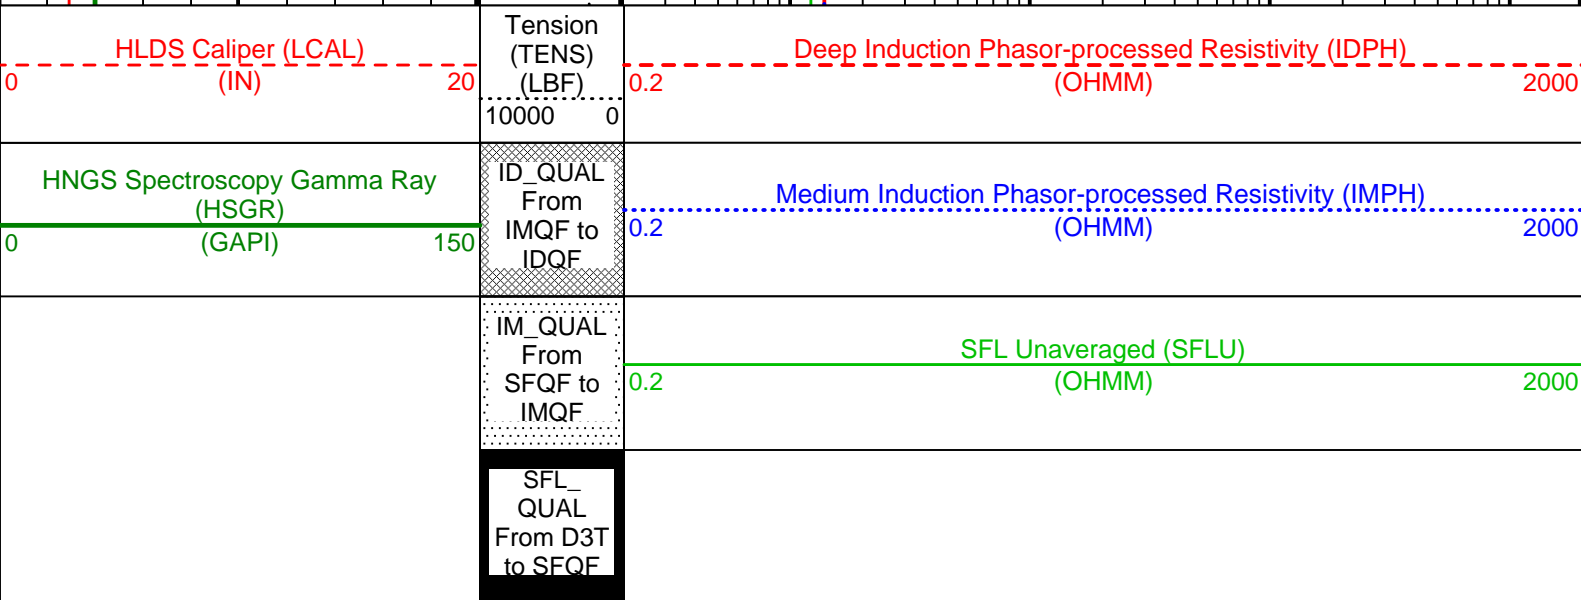 HLDS Caliper (LCAL)
0 (IN) 20
Tension
(TENS)
(LBF)
10000 0
Deep Induction Phasor-processed Resistivity (IDPH)
0.2 (OHMM) 2000
HNGS Spectroscopy Gamma Ray
(HSGR)
0 (GAPI) 150
ID_QUAL
From
IMQF to
IDQF
Medium Induction Phasor-processed Resistivity (IMPH)
0.2 (OHMM) 2000
IM_QUAL
From
SFQF to
IMQF
SFL Unaveraged (SFLU)
0.2 (OHMM) 2000
SFL_
QUAL
From D3T
to SFQF